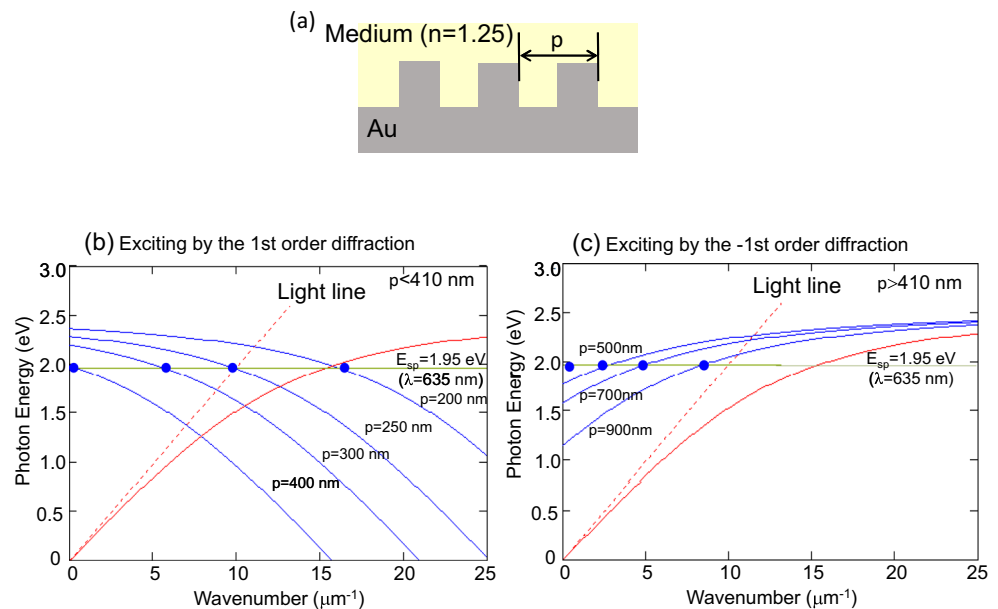 (a)
Medium (n=1.25)
p
Au
(b) Exciting by the 1st order diffraction
3.0
2.5
2.0
1.5
1.0
0.5
0
Photon Energy (eV)
p<410 nm
Light line
E_sp=1.95 eV
(λ=635 nm)
p=200 nm
p=250 nm
p=300 nm
p=400 nm
0 5 10 15 20 25
Wavenumber (μm⁻¹)
(c) Exciting by the -1st order diffraction
3.0
2.5
2.0
1.5
1.0
0.5
0
Photon Energy (eV)
p>410 nm
Light line
p=500nm
E_sp=1.95 eV
(λ=635 nm)
p=700nm
p=900nm
0 5 10 15 20 25
Wavenumber (μm⁻¹)